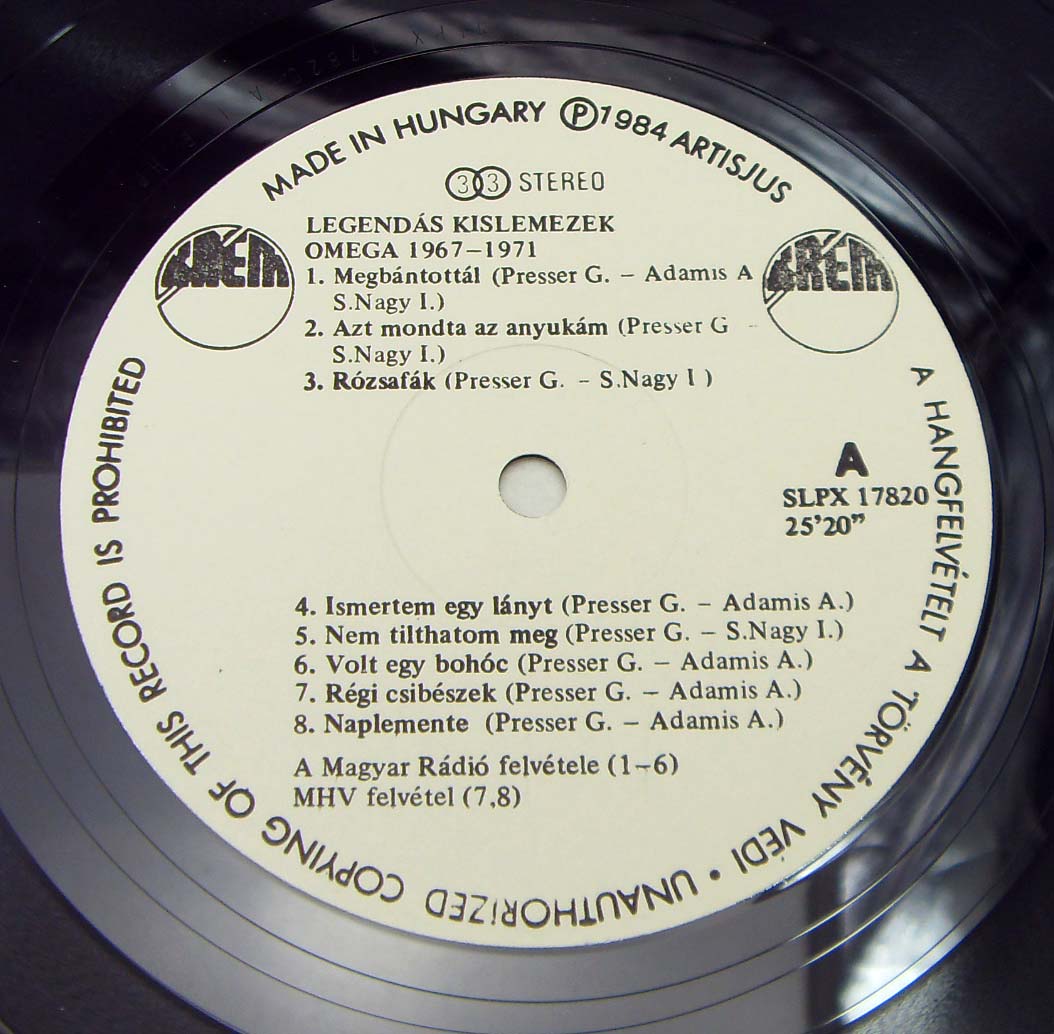 MADE IN HUNGARY Ⓟ 1984 ARTISJUS
33 STEREO
KRÉM
KRÉM
LEGENDÁS KISLEMEZEK
OMEGA 1967–1971
1. Megbántottál (Presser G. – Adamis A
S.Nagy I.)
2. Azt mondta az anyukám (Presser G –
S.Nagy I.)
3. Rózsafák (Presser G. – S.Nagy I )
A
SLPX 17820
25'20"
4. Ismertem egy lányt (Presser G. – Adamis A.)
5. Nem tilthatom meg (Presser G. – S.Nagy I.)
6. Volt egy bohóc (Presser G. – Adamis A.)
7. Régi csibészek (Presser G. – Adamis A.)
8. Naplemente (Presser G. – Adamis A.)
A Magyar Rádió felvétele (1–6)
MHV felvétel (7,8)
A HANGFELVÉTELT A TÖRVÉNY VÉDI • UNAUTHORIZED COPYING OF THIS RECORD IS PROHIBITED